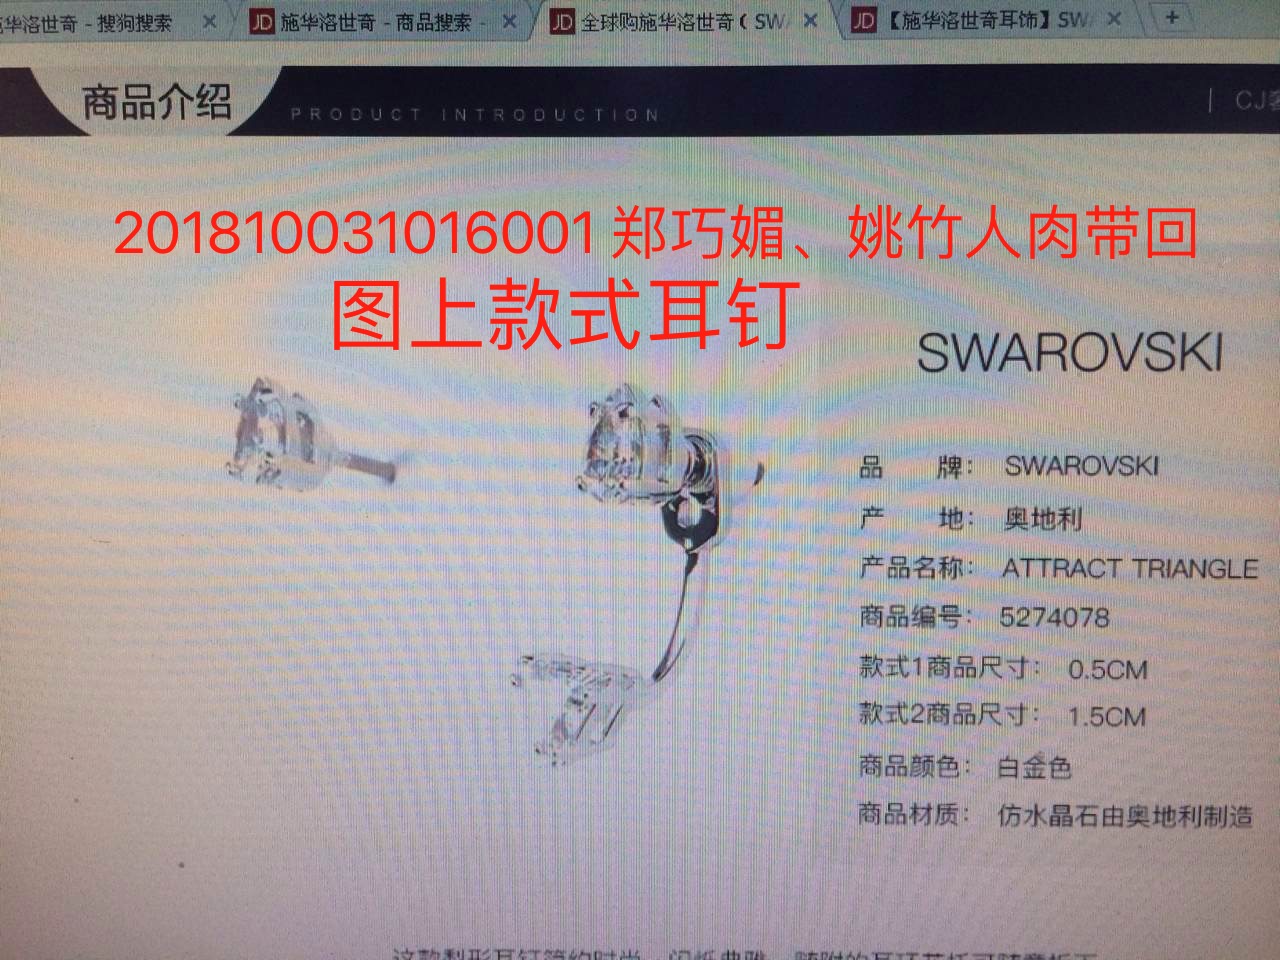 华洛世奇 - 搜狗搜索
JD 施华洛世奇 - 商品搜索 -
JD 全球购施华洛世奇( SW
JD 【施华洛世奇耳饰】SW
+
商品介绍
PRODUCT INTRODUCTION
| CJ
201810031016001 郑巧媚、姚竹人肉带回
图上款式耳钉
SWAROVSKI
品 牌： SWAROVSKI
产 地： 奥地利
产品名称： ATTRACT TRIANGLE
商品编号： 5274078
款式1商品尺寸： 0.5CM
款式2商品尺寸： 1.5CM
商品颜色： 白金色
商品材质： 仿水晶石由奥地利制造